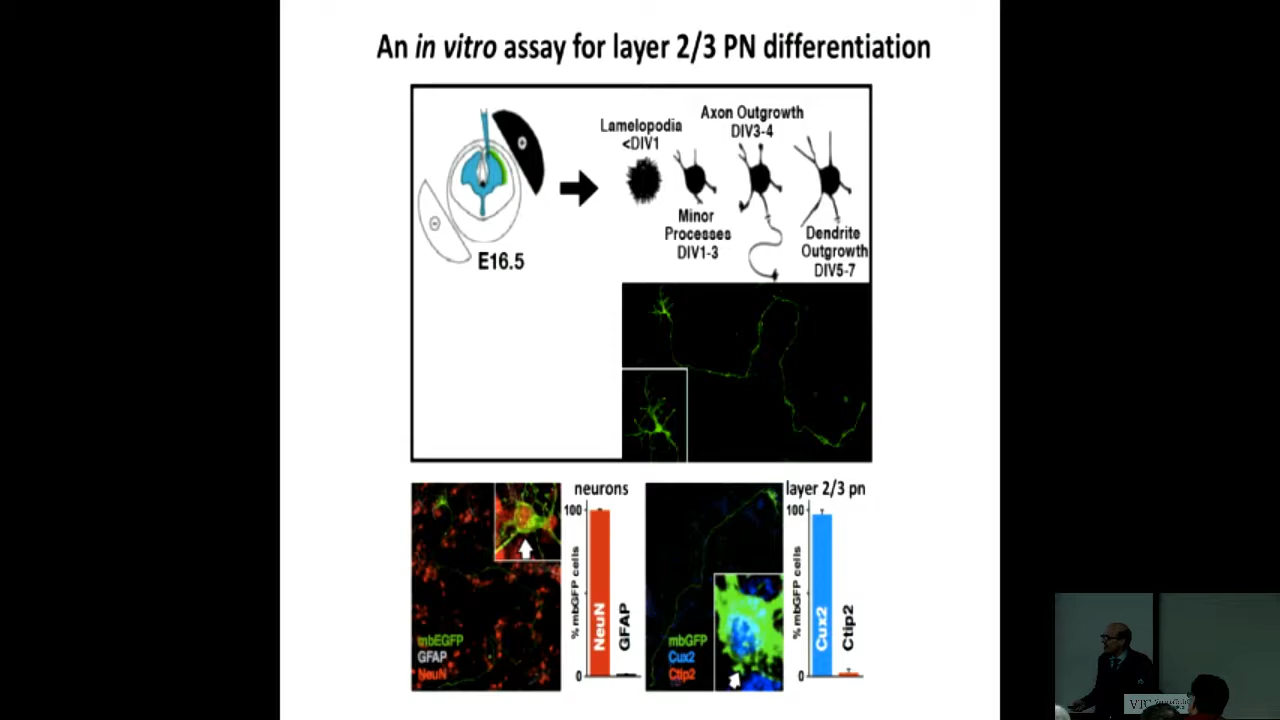 An in vitro assay for layer 2/3 PN differentiation
Lamelopodia
<DIV1
Axon Outgrowth
DIV3-4
Minor
Processes
DIV1-3
Dendrite
Outgrowth
DIV5-7
E16.5
neurons
100
% mbGFP cells
0
NeuN
GFAP
mbEGFP
GFAP
NeuN
layer 2/3 pn
100
% mbGFP cells
0
Cux2
Ctip2
mbGFP
Cux2
Ctip2
VTC